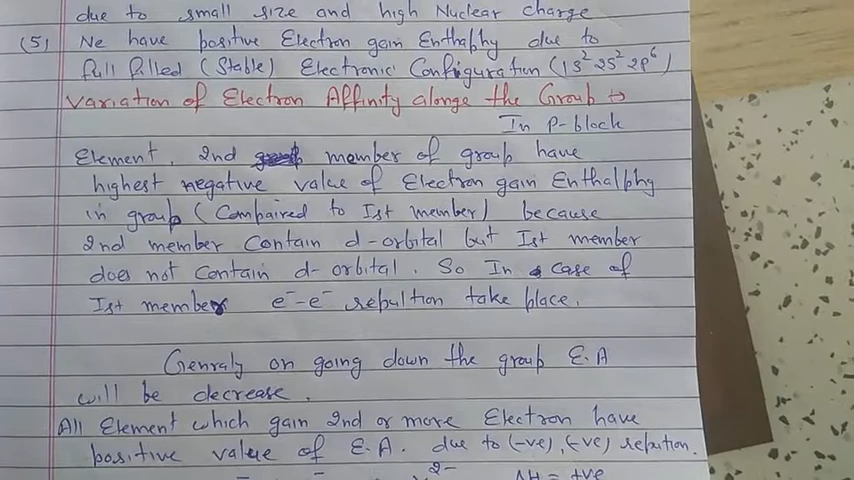 due to small size and high Nuclear charge
(5) Ne have positive Electron gain Enthalphy due to
full filled (Stable) Electronic Configuration (1s² 2s² 2p⁶)
Variation of Electron Affinity alonge the Group →
In P-block
Element, 2nd member of group have
highest negative value of Electron gain Enthalphy
in group (Compaired to Ist member) because
2nd member Contain d-orbital but Ist member
does not Contain d-orbital. So In case of
Ist member e⁻-e⁻ repultion take place.
Genraly on going down the group E.A
will be decrease.
All Element which gain 2nd or more Electron have
positive value of E.A. due to (-ve), (-ve) repution.
2- ΔH = +ve